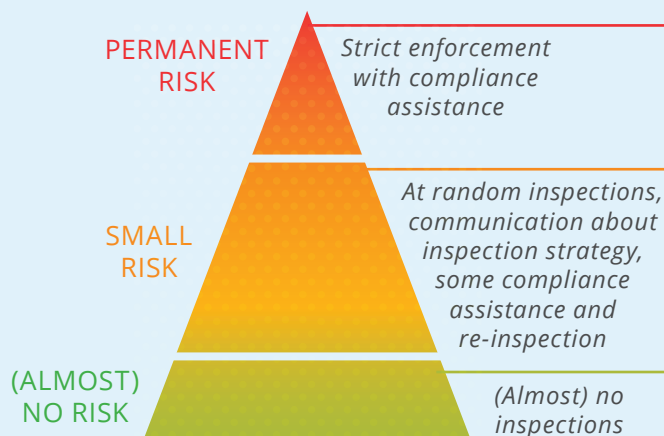 PERMANENT
RISK
Strict enforcement
with compliance
assistance
SMALL
RISK
At random inspections,
communication about
inspection strategy,
some compliance
assistance and
re-inspection
(ALMOST)
NO RISK
(Almost) no
inspections